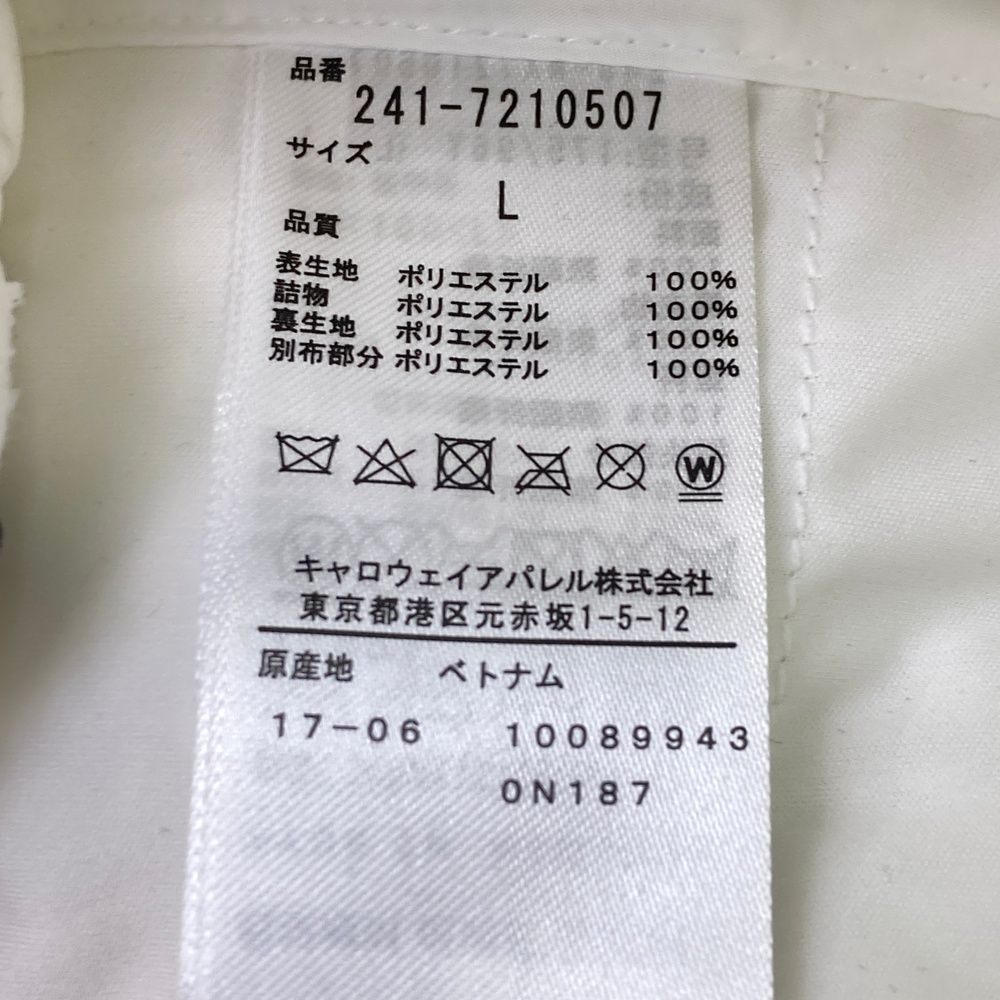 品番
241-7210507
サイズ
L
品質
表生地 ポリエステル 100%
詰物 ポリエステル 100%
裏生地 ポリエステル 100%
別布部分 ポリエステル 100%
W
キャロウェイアパレル株式会社
東京都港区元赤坂1-5-12
原産地 ベトナム
17-06 10089943
0N187